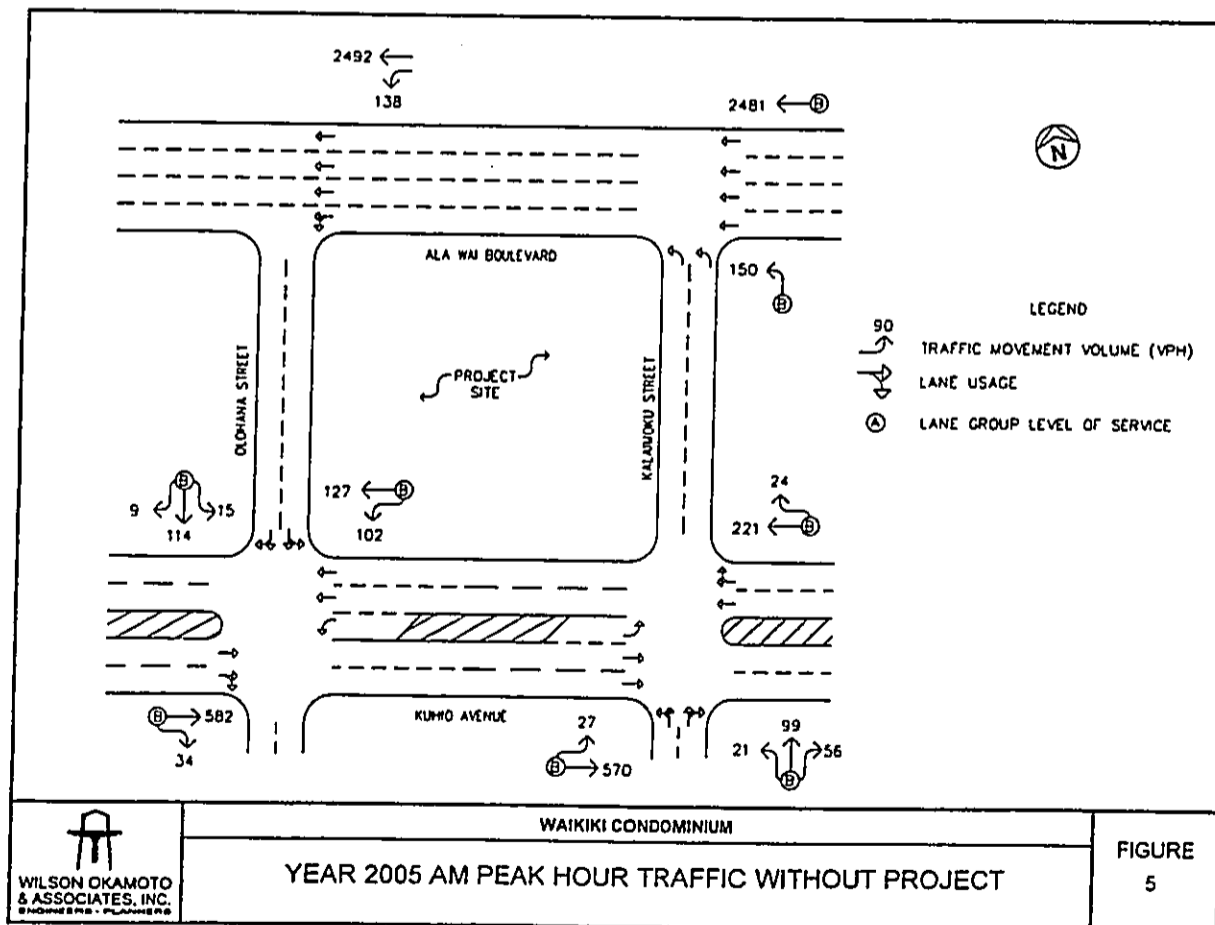 2492
138
2481 B
N
ALA WAI BOULEVARD
150
B
LEGEND
90
TRAFFIC MOVEMENT VOLUME (VPH)
LANE USAGE
A LANE GROUP LEVEL OF SERVICE
OLOHANA STREET
PROJECT
SITE
KALAIMOKU STREET
B
9 15
114
127 B
102
24
221 B
KUHIO AVENUE
B 582
34
27
B 570
99
21 56
B
WILSON OKAMOTO
& ASSOCIATES, INC.
ENGINEERS - PLANNERS
WAIKIKI CONDOMINIUM
YEAR 2005 AM PEAK HOUR TRAFFIC WITHOUT PROJECT
FIGURE
5